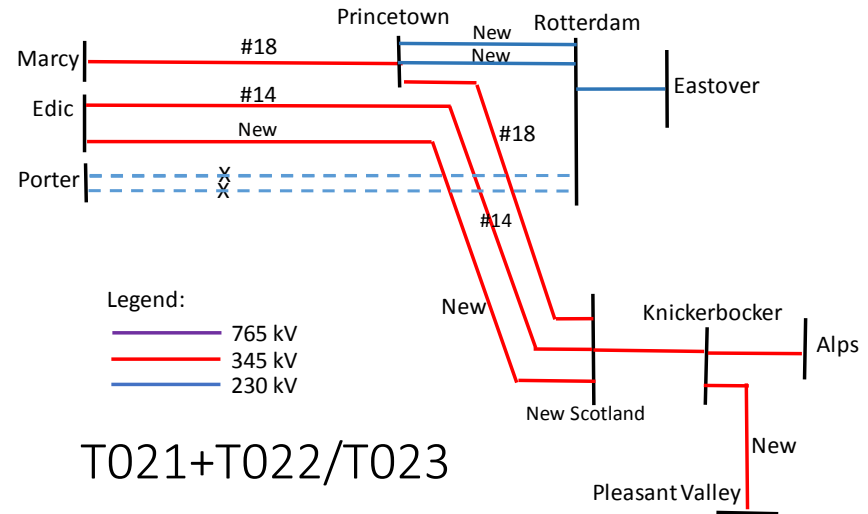 Princetown
New
Rotterdam
#18
New
Marcy
Eastover
#14
Edic
New
#18
X
Porter
X
#14
Legend:
New
Knickerbocker
765 kV
345 kV
Alps
230 kV
New Scotland
T021+T022/T023
New
Pleasant Valley